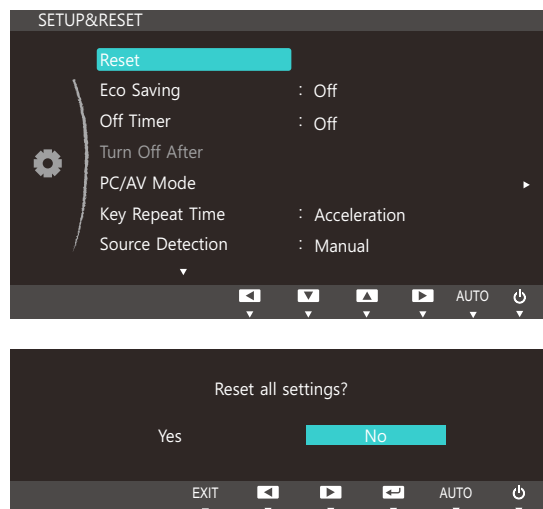 SETUP&RESET
Reset
Eco Saving : Off
Off Timer : Off
Turn Off After
PC/AV Mode
Key Repeat Time : Acceleration
Source Detection : Manual
AUTO
Reset all settings?
Yes No
EXIT AUTO